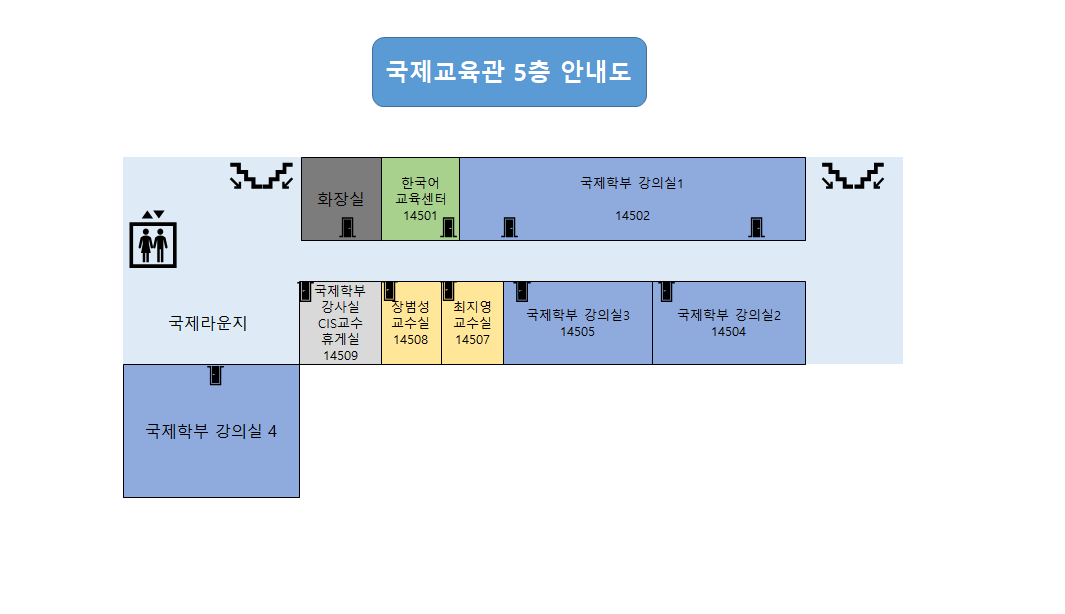 국제교육관 5층 안내도
화장실
한국어
교육센터
14501
국제학부 강의실1
14502
국제라운지
국제학부
강사실
CIS교수
휴게실
14509
장범성
교수실
14508
최지영
교수실
14507
국제학부 강의실3
14505
국제학부 강의실2
14504
국제학부 강의실 4